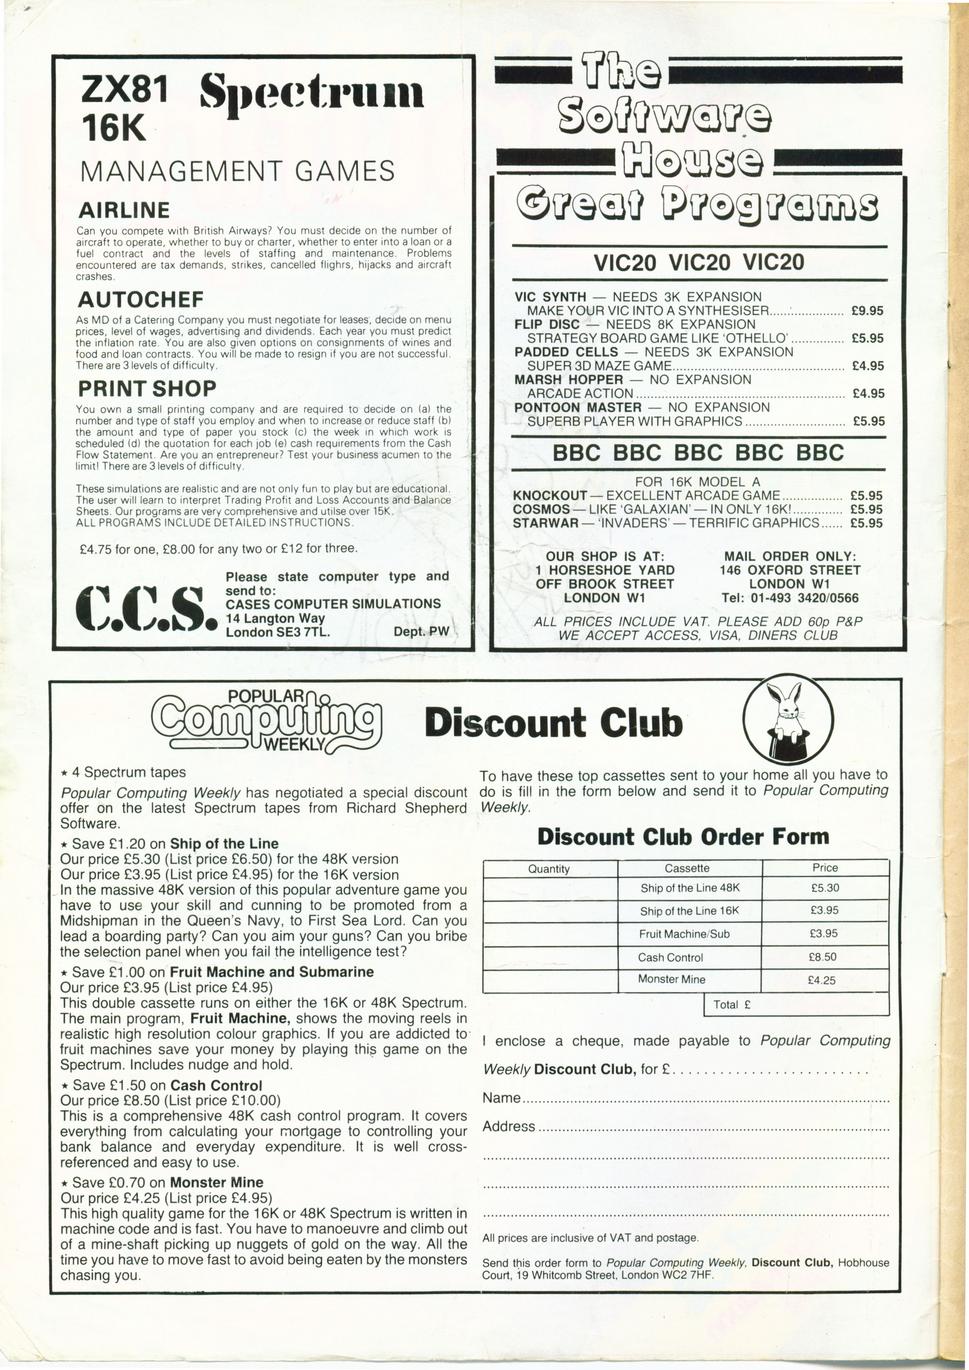 ZX81 Spectrum
16K
MANAGEMENT GAMES
AIRLINE
Can you compete with British Airways? You must decide on the number of
aircraft to operate, whether to buy or charter, whether to enter into a loan or a
fuel contract and the levels of staffing and maintenance. Problems
encountered are tax demands, strikes, cancelled flighrs, hijacks and aircraft
crashes.
AUTOCHEF
As MD of a Catering Company you must negotiate for leases, decide on menu
prices, level of wages, advertising and dividends. Each year you must predict
the inflation rate. You are also given options on consignments of wines and
food and loan contracts. You will be made to resign if you are not successful.
There are 3 levels of difficulty.
PRINT SHOP
You own a small printing company and are required to decide on (a) the
number and type of staff you employ and when to increase or reduce staff (b)
the amount and type of paper you stock (c) the week in which work is
scheduled (d) the quotation for each job (e) cash requirements from the Cash
Flow Statement. Are you an entrepreneur? Test your business acumen to the
limit! There are 3 levels of difficulty.
These simulations are realistic and are not only fun to play but are educational.
The user will learn to interpret Trading Profit and Loss Accounts and Balance
Sheets. Our programs are very comprehensive and utilise over 15K.
ALL PROGRAMS INCLUDE DETAILED INSTRUCTIONS.
£4.75 for one, £8.00 for any two or £12 for three.
C.C.S.
Please state computer type and
send to:
CASES COMPUTER SIMULATIONS
14 Langton Way
London SE3 7TL. Dept. PW
The
Software
House
Great Programs
VIC20 VIC20 VIC20
VIC SYNTH — NEEDS 3K EXPANSION
MAKE YOUR VIC INTO A SYNTHESISER.................... £9.95
FLIP DISC — NEEDS 8K EXPANSION
STRATEGY BOARD GAME LIKE 'OTHELLO'.............. £5.95
PADDED CELLS — NEEDS 3K EXPANSION
SUPER 3D MAZE GAME.............................................. £4.95
MARSH HOPPER — NO EXPANSION
ARCADE ACTION........................................................ £4.95
PONTOON MASTER — NO EXPANSION
SUPERB PLAYER WITH GRAPHICS........................... £5.95
BBC BBC BBC BBC BBC
FOR 16K MODEL A
KNOCKOUT — EXCELLENT ARCADE GAME................ £5.95
COSMOS — LIKE 'GALAXIAN' — IN ONLY 16K!............. £5.95
STARWAR — 'INVADERS' — TERRIFIC GRAPHICS...... £5.95
OUR SHOP IS AT:
1 HORSESHOE YARD
OFF BROOK STREET
LONDON W1
MAIL ORDER ONLY:
146 OXFORD STREET
LONDON W1
Tel: 01-493 3420/0566
ALL PRICES INCLUDE VAT. PLEASE ADD 60p P&P
WE ACCEPT ACCESS, VISA, DINERS CLUB
POPULAR
Computing
WEEKLY
Discount Club
★ 4 Spectrum tapes
Popular Computing Weekly has negotiated a special discount
offer on the latest Spectrum tapes from Richard Shepherd
Software.
★ Save £1.20 on Ship of the Line
Our price £5.30 (List price £6.50) for the 48K version
Our price £3.95 (List price £4.95) for the 16K version
In the massive 48K version of this popular adventure game you
have to use your skill and cunning to be promoted from a
Midshipman in the Queen's Navy, to First Sea Lord. Can you
lead a boarding party? Can you aim your guns? Can you bribe
the selection panel when you fail the intelligence test?
★ Save £1.00 on Fruit Machine and Submarine
Our price £3.95 (List price £4.95)
This double cassette runs on either the 16K or 48K Spectrum.
The main program, Fruit Machine, shows the moving reels in
realistic high resolution colour graphics. If you are addicted to
fruit machines save your money by playing this game on the
Spectrum. Includes nudge and hold.
★ Save £1.50 on Cash Control
Our price £8.50 (List price £10.00)
This is a comprehensive 48K cash control program. It covers
everything from calculating your mortgage to controlling your
bank balance and everyday expenditure. It is well cross-
referenced and easy to use.
★ Save £0.70 on Monster Mine
Our price £4.25 (List price £4.95)
This high quality game for the 16K or 48K Spectrum is written in
machine code and is fast. You have to manoeuvre and climb out
of a mine-shaft picking up nuggets of gold on the way. All the
time you have to move fast to avoid being eaten by the monsters
chasing you.
To have these top cassettes sent to your home all you have to
do is fill in the form below and send it to Popular Computing
Weekly.
Discount Club Order Form
Quantity Cassette Price
Ship of the Line 48K £5.30
Ship of the Line 16K £3.95
Fruit Machine/Sub £3.95
Cash Control £8.50
Monster Mine £4.25
Total £
I enclose a cheque, made payable to Popular Computing
Weekly Discount Club, for £.........................
Name...............................................
Address.............................................
All prices are inclusive of VAT and postage.
Send this order form to Popular Computing Weekly, Discount Club, Hobhouse
Court, 19 Whitcomb Street, London WC2 7HF.